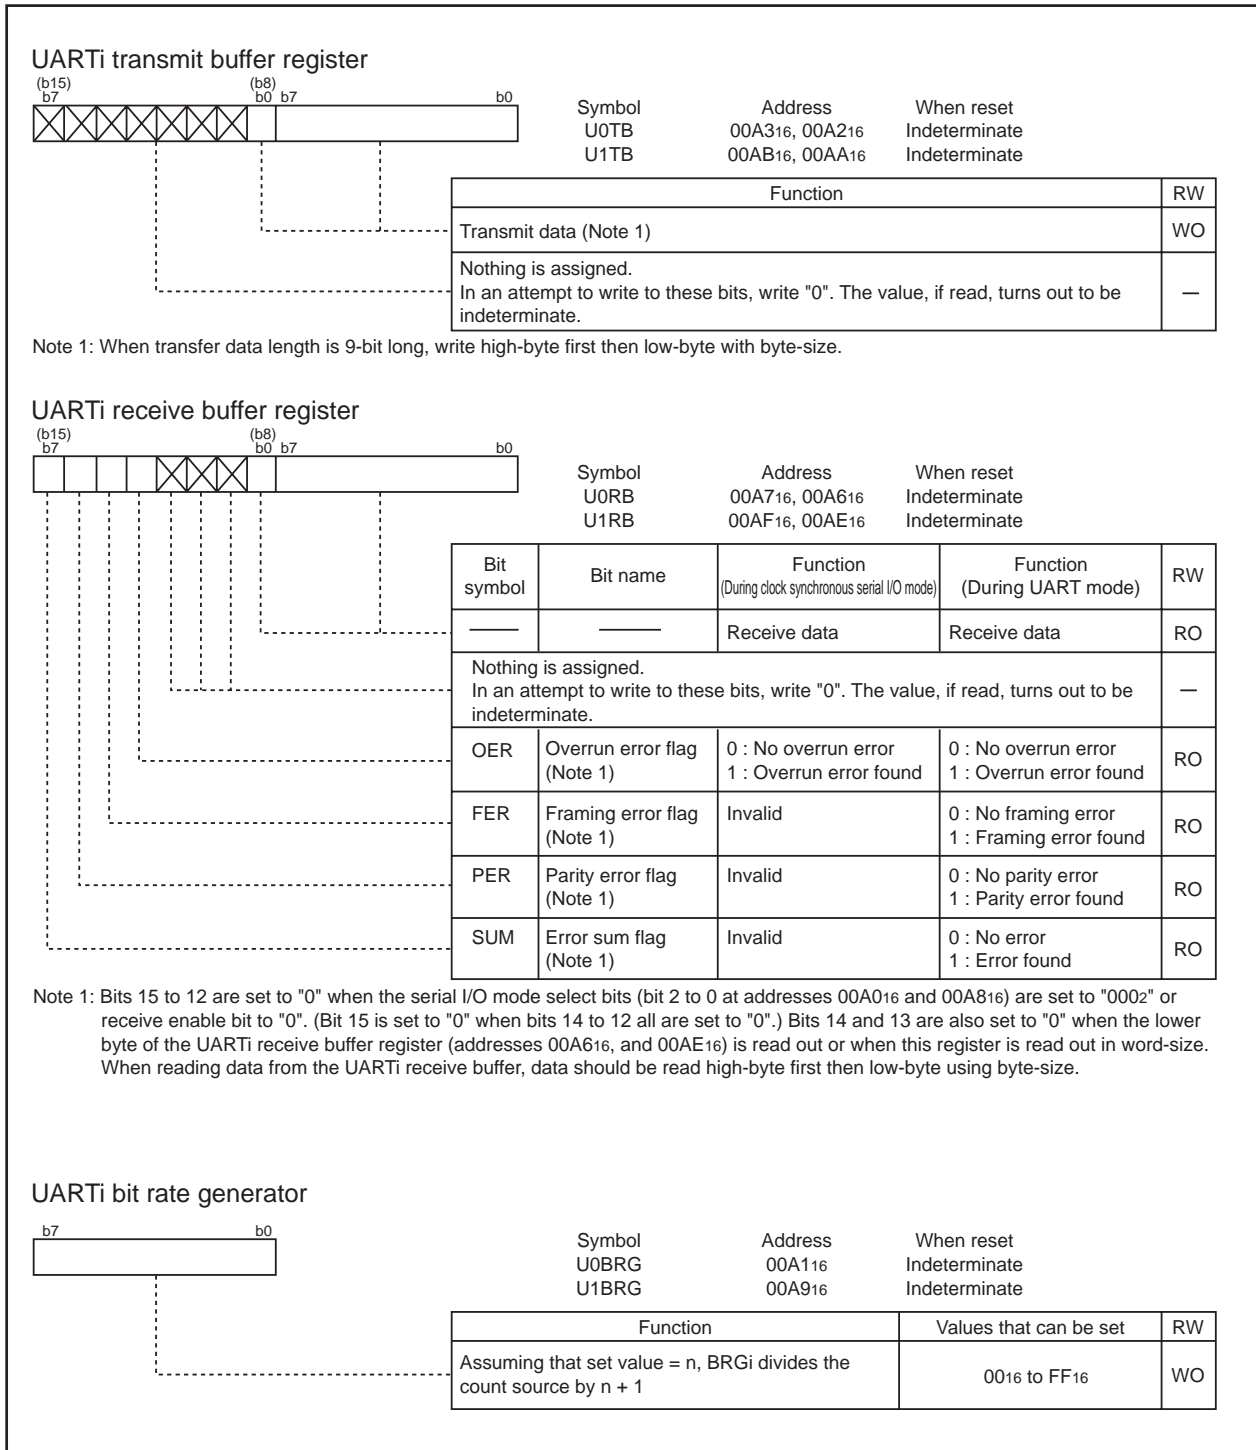 UARTi transmit buffer register
(b15) (b8)
b7 b0 b7 b0
Symbol Address When reset
U0TB 00A316, 00A216 Indeterminate
U1TB 00AB16, 00AA16 Indeterminate
Function RW
Transmit data (Note 1) WO
Nothing is assigned.
In an attempt to write to these bits, write "0". The value, if read, turns out to be —
indeterminate.
Note 1: When transfer data length is 9-bit long, write high-byte first then low-byte with byte-size.
UARTi receive buffer register
(b15) (b8)
b7 b0 b7 b0
Symbol Address When reset
U0RB 00A716, 00A616 Indeterminate
U1RB 00AF16, 00AE16 Indeterminate
Bit Function Function
symbol Bit name (During clock synchronous serial I/O mode) (During UART mode) RW
—— —— Receive data Receive data RO
Nothing is assigned.
In an attempt to write to these bits, write "0". The value, if read, turns out to be —
indeterminate.
OER Overrun error flag 0 : No overrun error 0 : No overrun error RO
(Note 1) 1 : Overrun error found 1 : Overrun error found
FER Framing error flag Invalid 0 : No framing error RO
(Note 1) 1 : Framing error found
PER Parity error flag Invalid 0 : No parity error RO
(Note 1) 1 : Parity error found
SUM Error sum flag Invalid 0 : No error RO
(Note 1) 1 : Error found
Note 1: Bits 15 to 12 are set to "0" when the serial I/O mode select bits (bit 2 to 0 at addresses 00A016 and 00A816) are set to "0002" or
receive enable bit to "0". (Bit 15 is set to "0" when bits 14 to 12 all are set to "0".) Bits 14 and 13 are also set to "0" when the lower
byte of the UARTi receive buffer register (addresses 00A616, and 00AE16) is read out or when this register is read out in word-size.
When reading data from the UARTi receive buffer, data should be read high-byte first then low-byte using byte-size.
UARTi bit rate generator
b7 b0
Symbol Address When reset
U0BRG 00A116 Indeterminate
U1BRG 00A916 Indeterminate
Function Values that can be set RW
Assuming that set value = n, BRGi divides the 0016 to FF16 WO
count source by n + 1